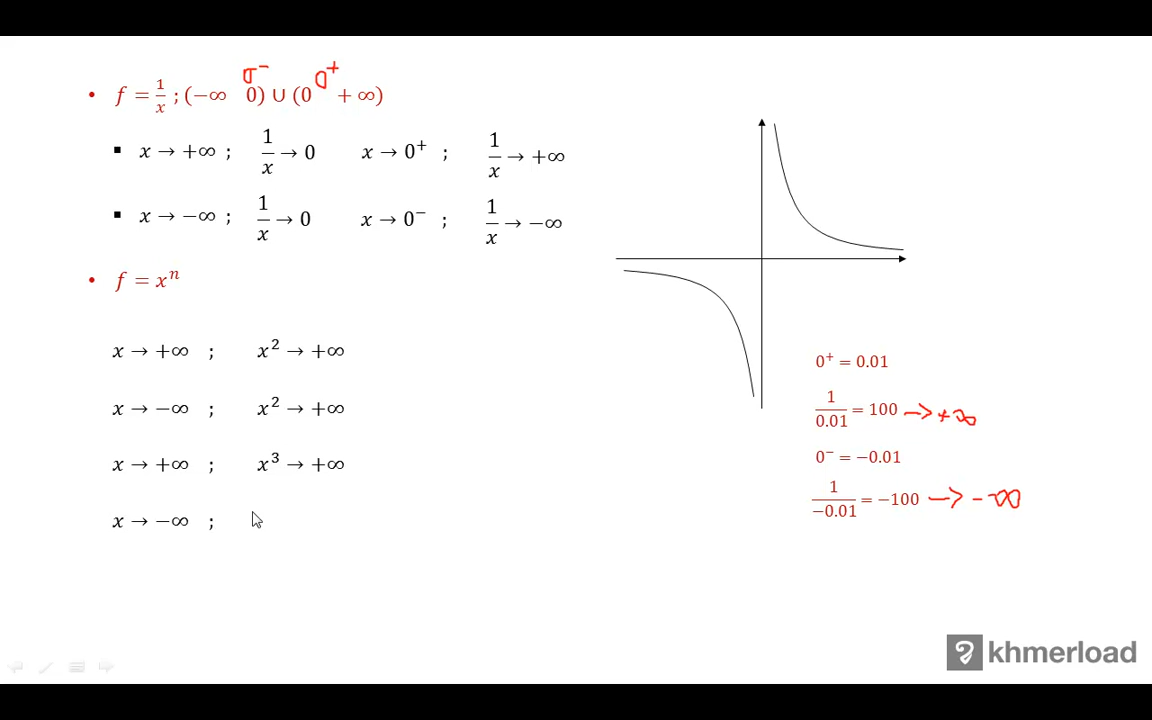 0⁻ 0⁺
• f = 1/x ; (−∞ 0) ∪ (0 + ∞)
▪ x → +∞ ; 1/x → 0 x → 0⁺ ; 1/x → +∞
▪ x → −∞ ; 1/x → 0 x → 0⁻ ; 1/x → −∞
• f = xⁿ
x → +∞ ; x² → +∞
x → −∞ ; x² → +∞
x → +∞ ; x³ → +∞
x → −∞ ;
0⁺ = 0.01
1/0.01 = 100 → +∞
0⁻ = −0.01
1/−0.01 = −100 → −∞
khmerload